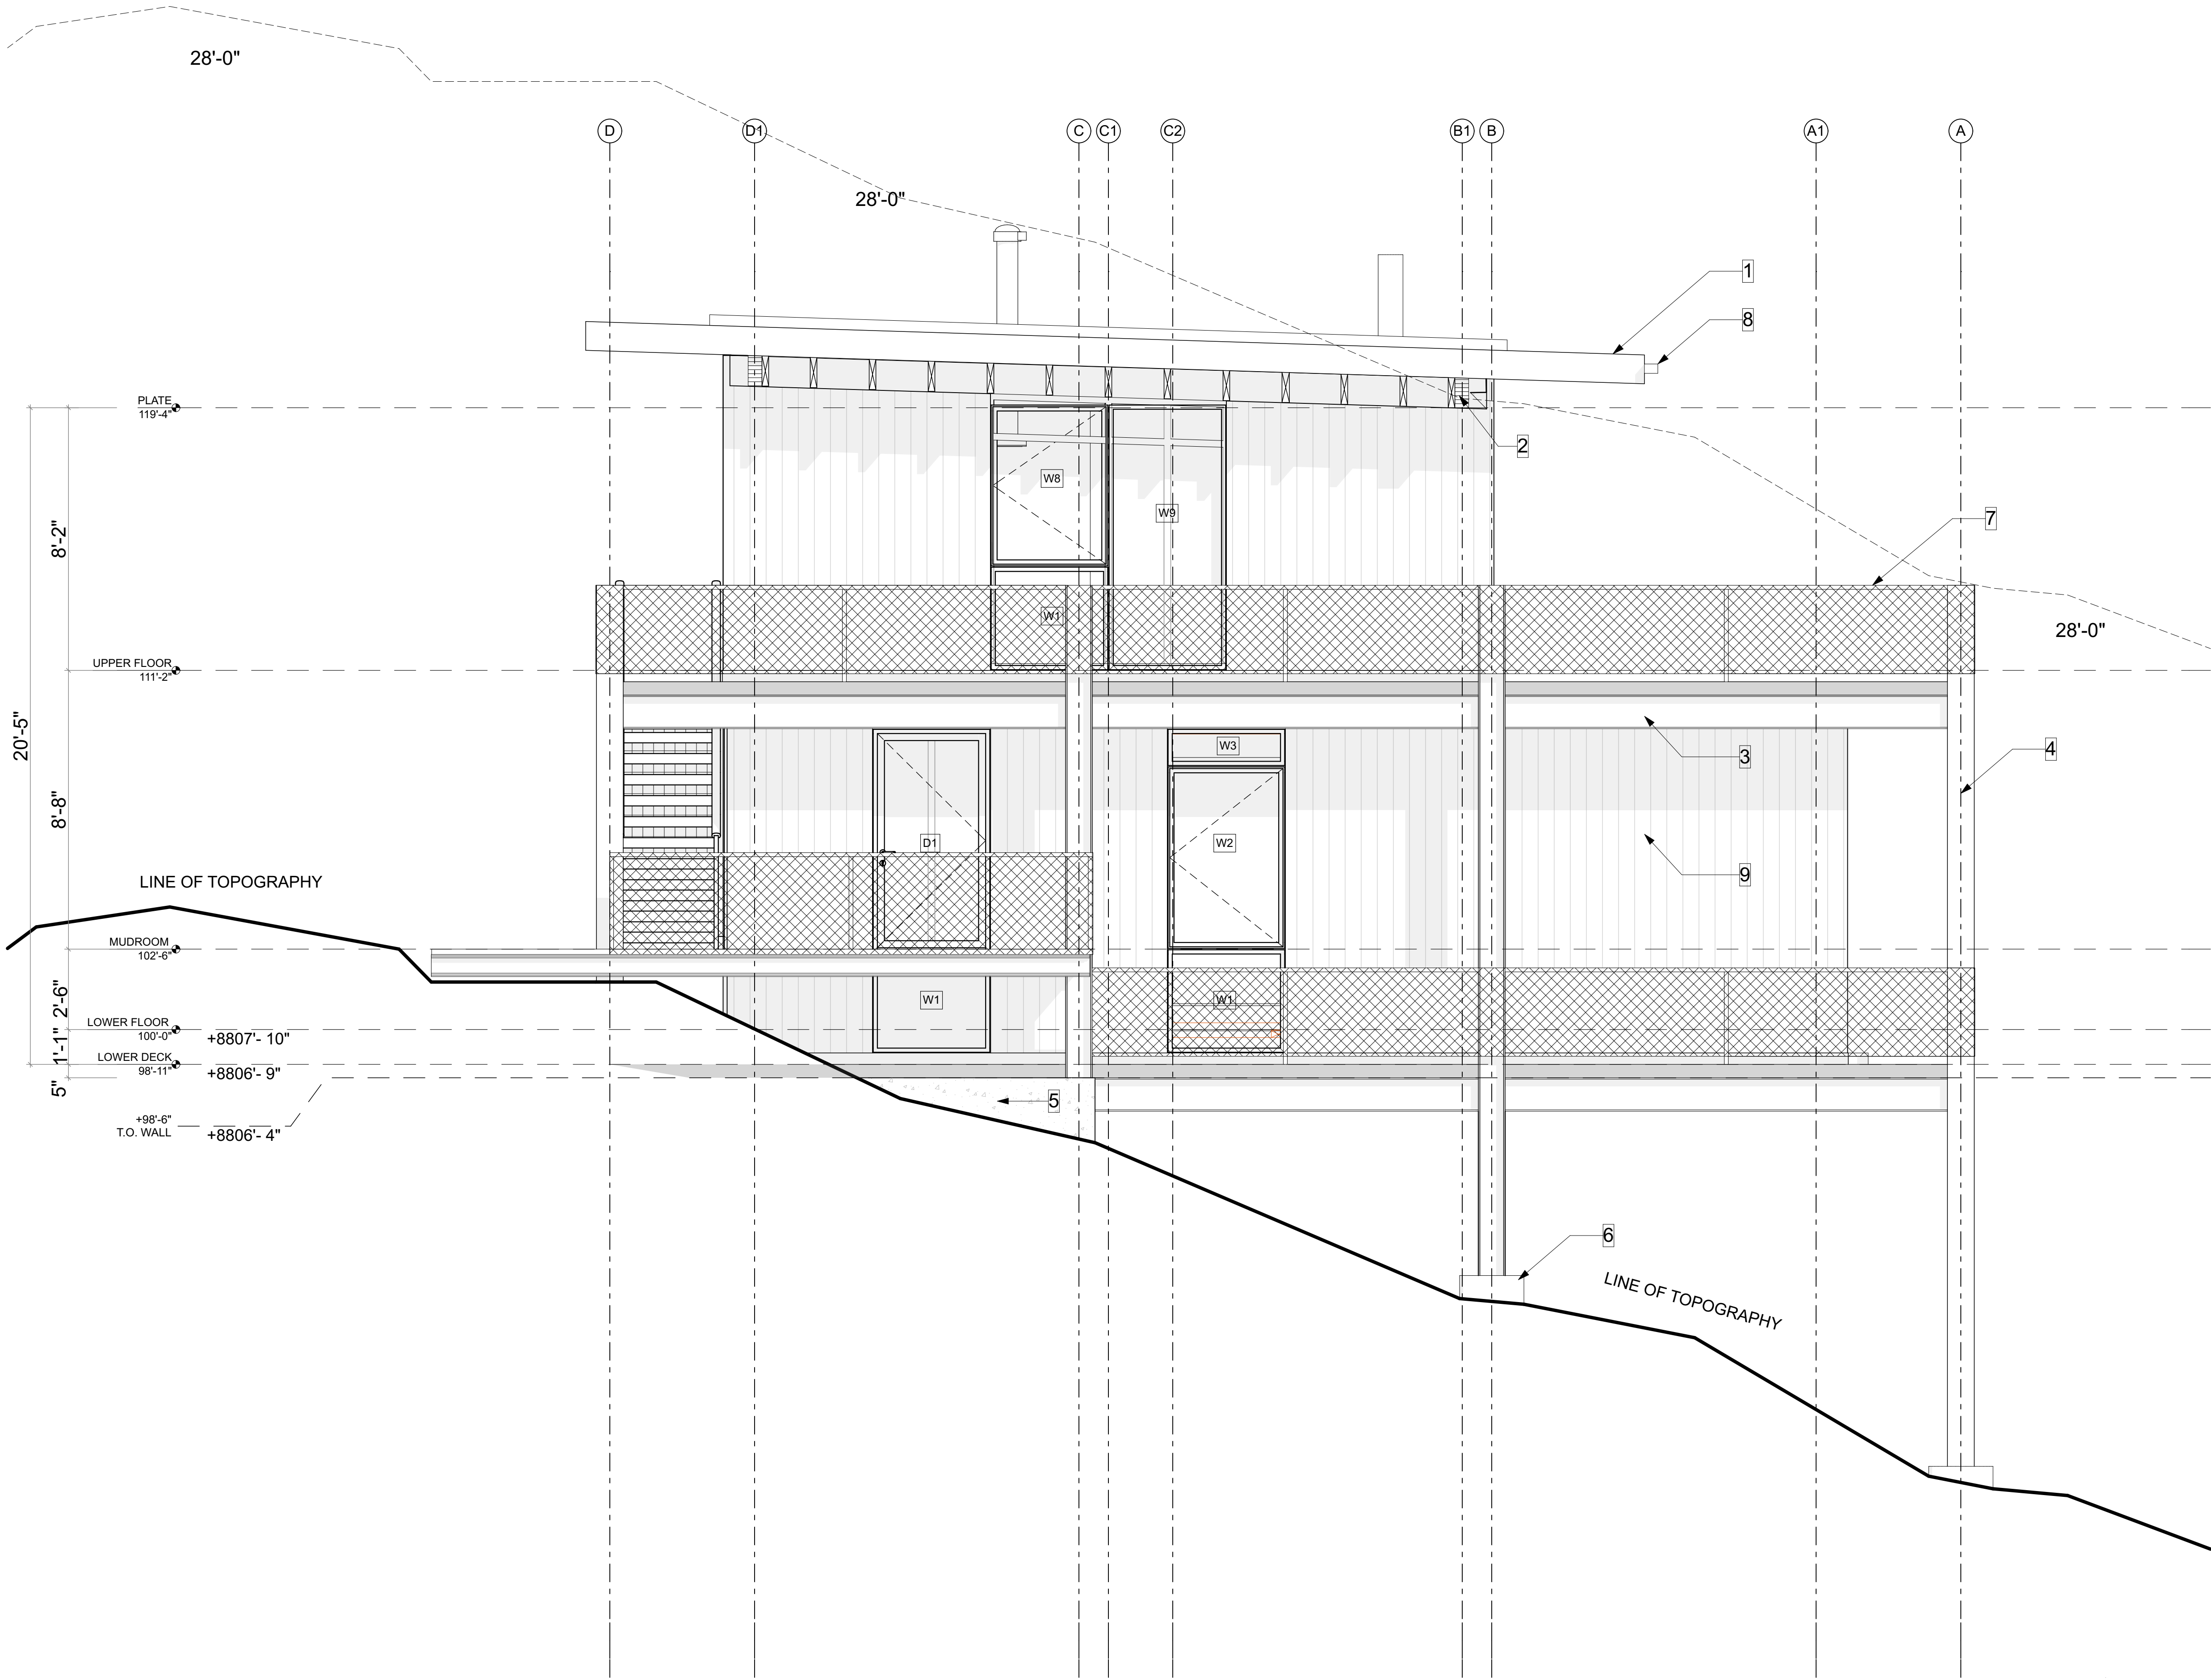 28'-0"
D
D1
C
C1
C2
B1
B
A1
A
28'-0"
1
8
PLATE
119'-4"
2
W8
W9
7
8'-2"
W1
28'-0"
UPPER FLOOR
111'-2"
20'-5"
W3
3
4
8'-8"
D1
W2
9
LINE OF TOPOGRAPHY
MUDROOM
102'-6"
2'-6"
W1
W1
LOWER FLOOR
100'-0"
+8807'- 10"
1'-1"
LOWER DECK
98'-11"
+8806'- 9"
5"
5
+98'-6"
T.O. WALL
+8806'- 4"
6
LINE OF TOPOGRAPHY